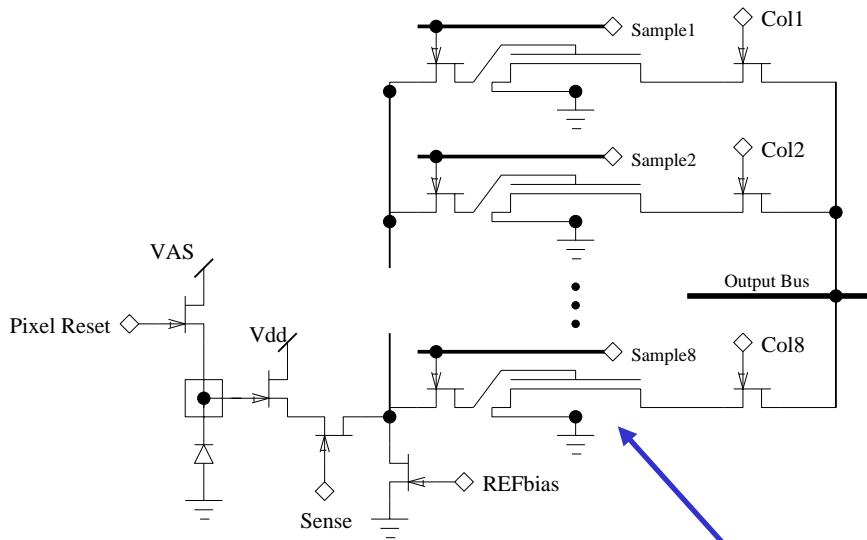 Sample1
Col1
Sample2
Col2
VAS
Output Bus
Pixel Reset
Vdd
Sample8
Col8
REFbias
Sense